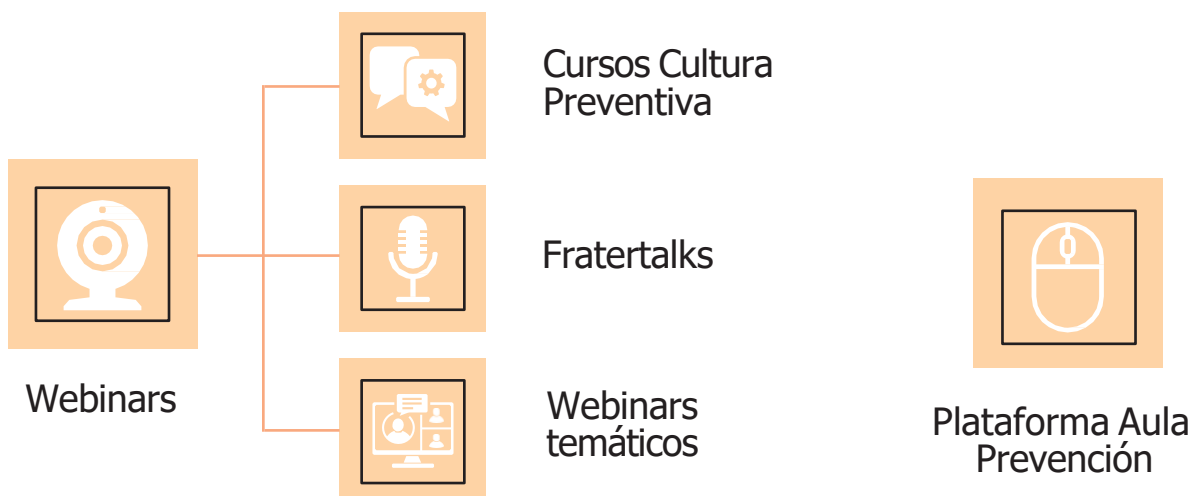 Cursos Cultura
Preventiva
Fratertalks
Webinars
Webinars
temáticos
Plataforma Aula
Prevención